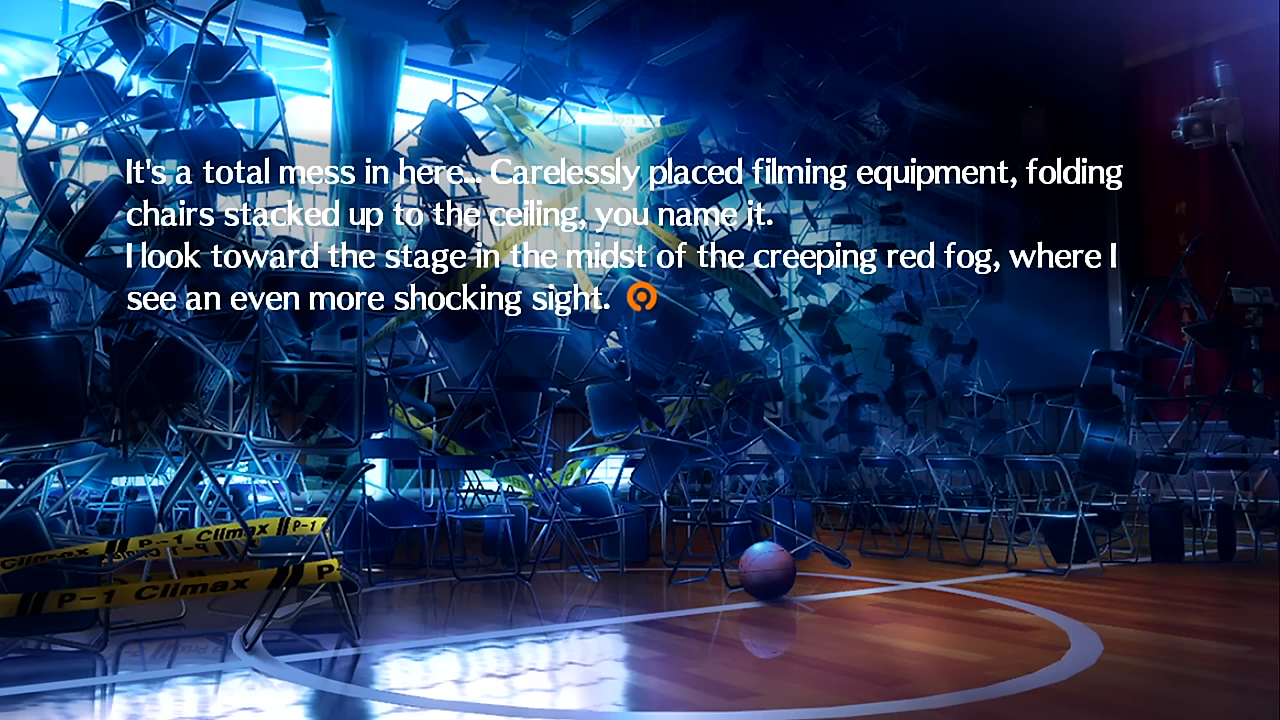 It's a total mess in here... Carelessly placed filming equipment, folding
chairs stacked up to the ceiling, you name it.
I look toward the stage in the midst of the creeping red fog, where I
see an even more shocking sight.
Climax || P-1 Climax || P-1
P-1 Climax || P